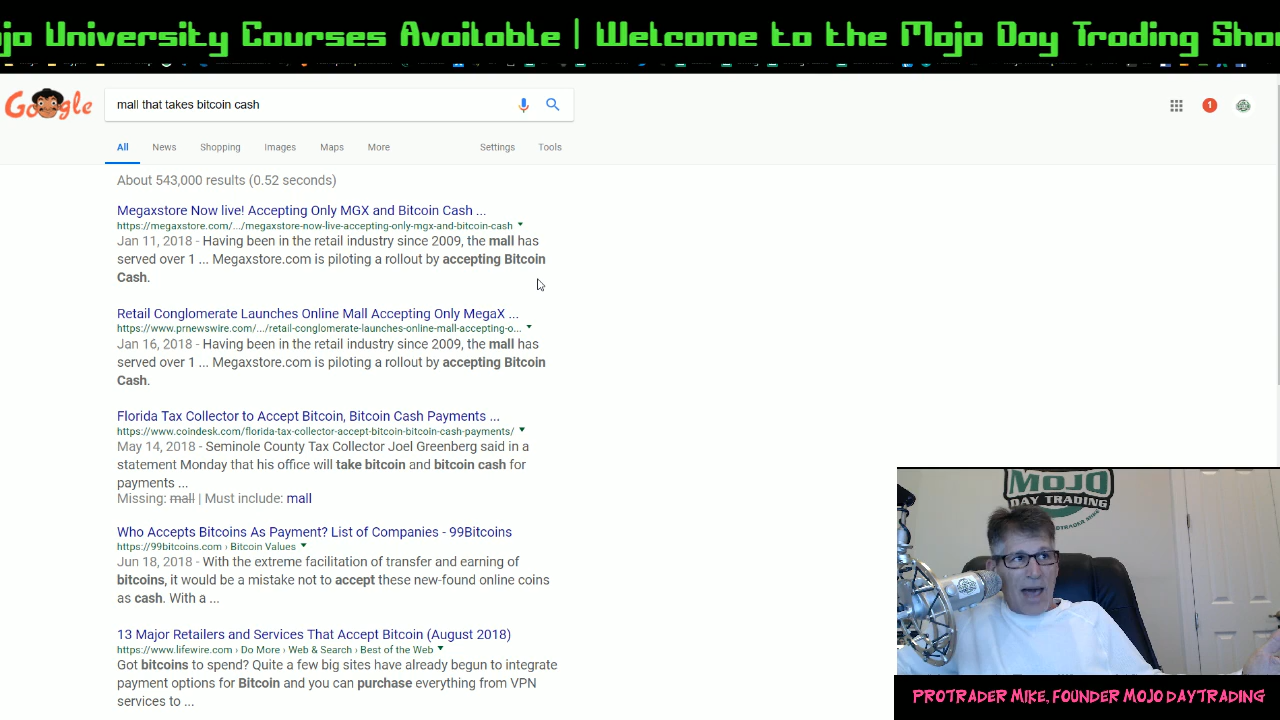 ojo University Courses Available | Welcome to the Mojo Day Trading Sho
Google
mall that takes bitcoin cash
1
All News Shopping Images Maps More Settings Tools
About 543,000 results (0.52 seconds)
Megaxstore Now live! Accepting Only MGX and Bitcoin Cash ...
https://megaxstore.com/.../megaxstore-now-live-accepting-only-mgx-and-bitcoin-cash
Jan 11, 2018 - Having been in the retail industry since 2009, the mall has
served over 1 ... Megaxstore.com is piloting a rollout by accepting Bitcoin
Cash.
Retail Conglomerate Launches Online Mall Accepting Only MegaX ...
https://www.prnewswire.com/.../retail-conglomerate-launches-online-mall-accepting-o...
Jan 16, 2018 - Having been in the retail industry since 2009, the mall has
served over 1 ... Megaxstore.com is piloting a rollout by accepting Bitcoin
Cash.
Florida Tax Collector to Accept Bitcoin, Bitcoin Cash Payments ...
https://www.coindesk.com/florida-tax-collector-accept-bitcoin-bitcoin-cash-payments/
May 14, 2018 - Seminole County Tax Collector Joel Greenberg said in a
statement Monday that his office will take bitcoin and bitcoin cash for
payments ...
Missing: mall | Must include: mall
Who Accepts Bitcoins As Payment? List of Companies - 99Bitcoins
https://99bitcoins.com › Bitcoin Values
Jun 18, 2018 - With the extreme facilitation of transfer and earning of
bitcoins, it would be a mistake not to accept these new-found online coins
as cash. With a ...
13 Major Retailers and Services That Accept Bitcoin (August 2018)
https://www.lifewire.com › Do More › Web & Search › Best of the Web
Got bitcoins to spend? Quite a few big sites have already begun to integrate
payment options for Bitcoin and you can purchase everything from VPN
services to ...
MOJO
DAY TRADING
PROTRADER MIKE, FOUNDER MOJO DAYTRADING